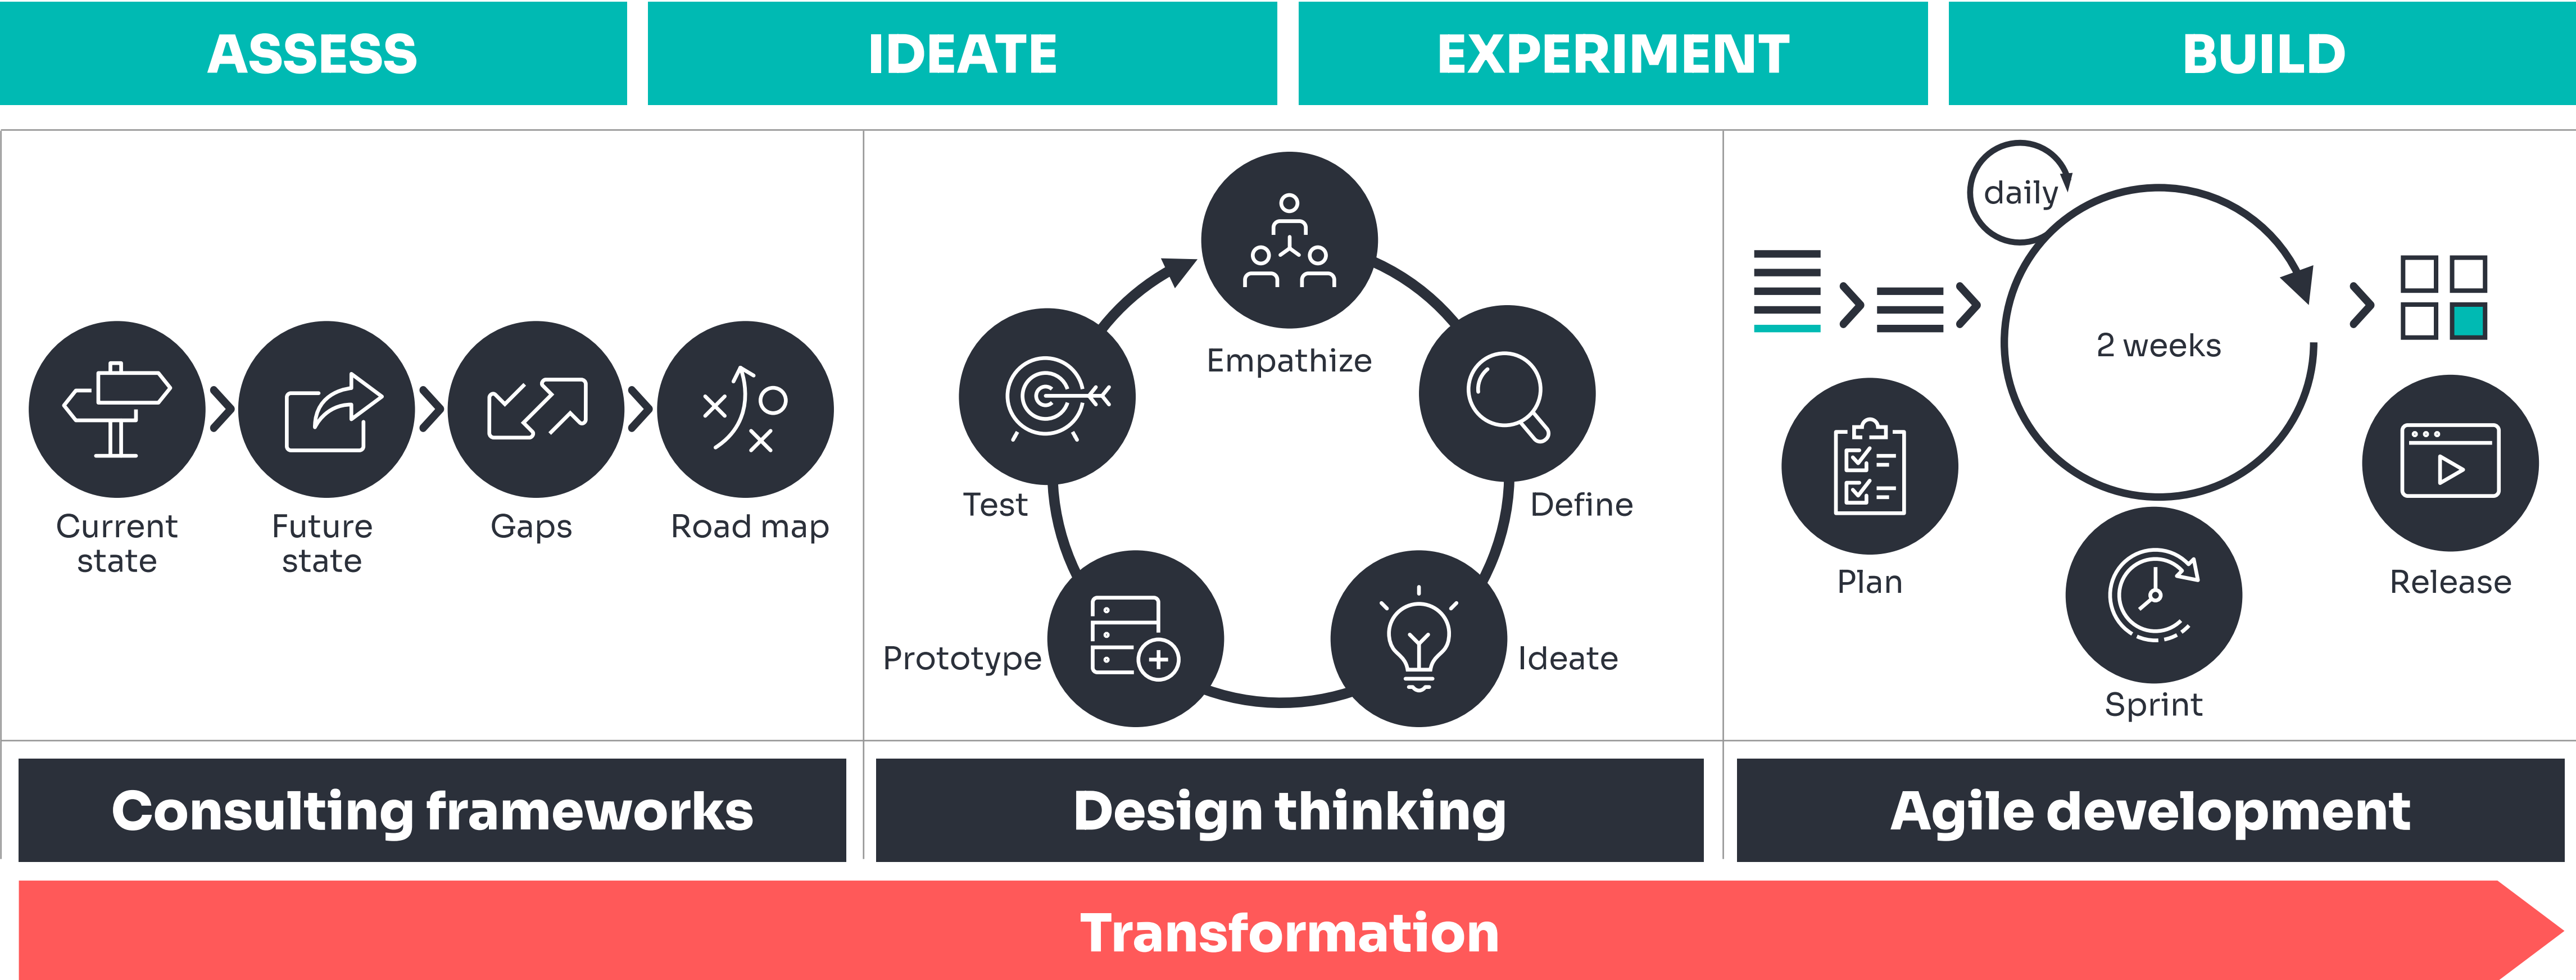 ASSESS
IDEATE
EXPERIMENT
BUILD
Current
state
Future
state
Gaps
Road map
Empathize
Define
Ideate
Prototype
Test
daily
2 weeks
Plan
Sprint
Release
Consulting frameworks
Design thinking
Agile development
Transformation